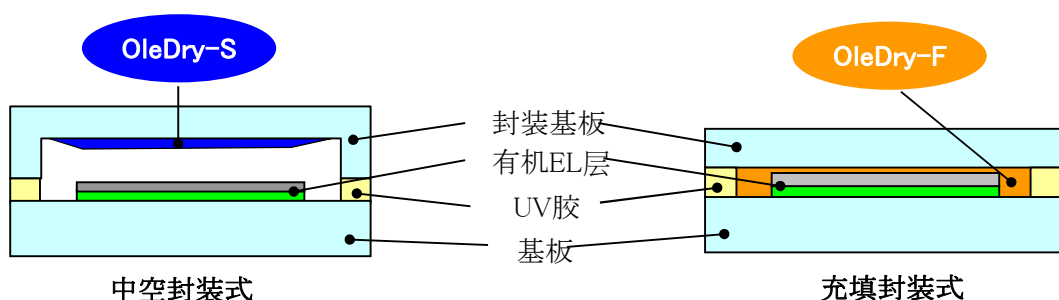 OleDry-S
OleDry-F
封装基板
有机EL层
UV胶
基板
中空封装式
充填封装式